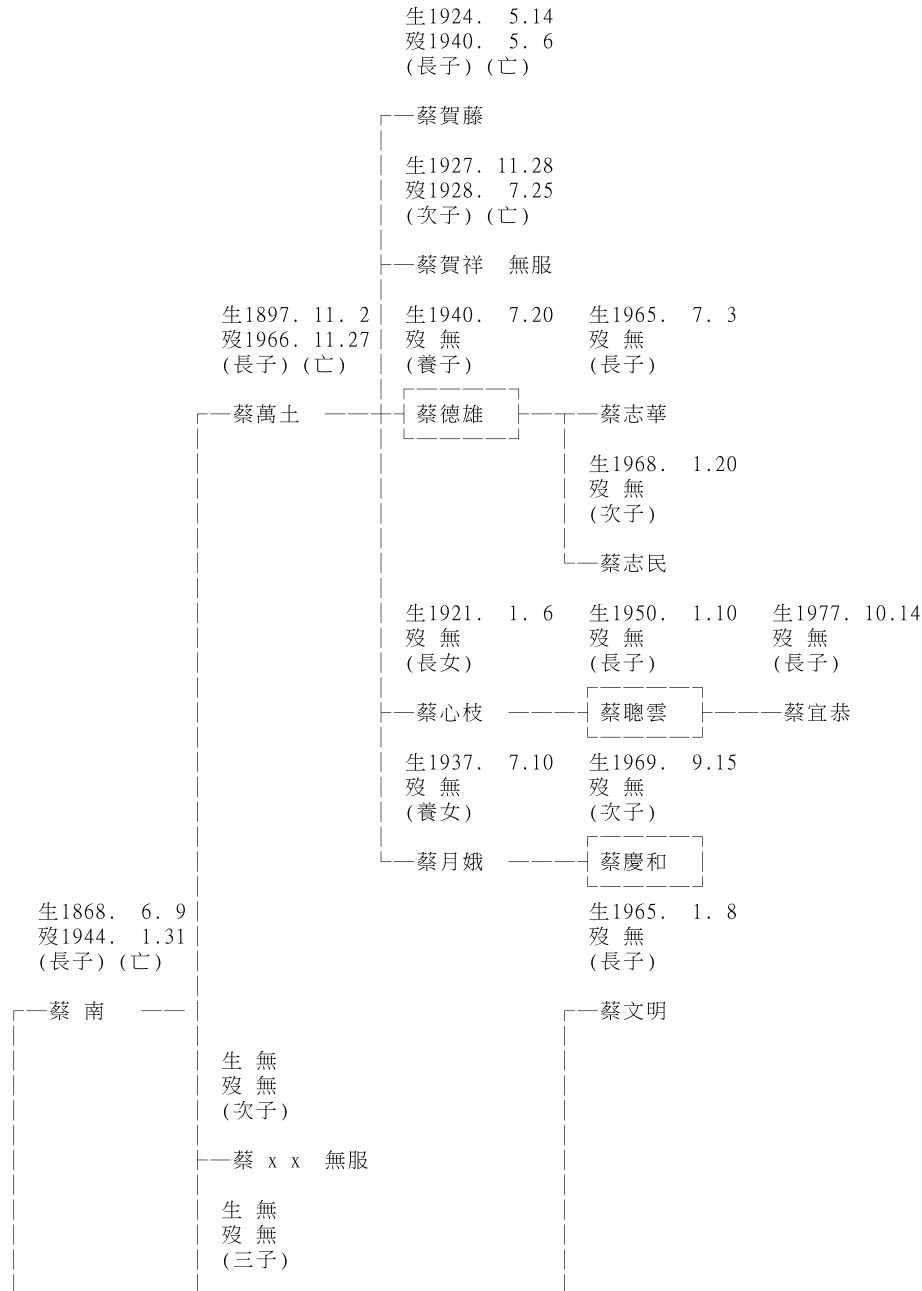 生1924. 5.14
歿1940. 5. 6
(長子)(亡)
蔡賀藤
生1927. 11.28
歿1928. 7.25
(次子)(亡)
蔡賀祥 無服
生1897. 11. 2 生1940. 7.20 生1965. 7. 3
歿1966. 11.27 歿 無 歿 無
(長子)(亡) (養子) (長子)
蔡萬土 蔡德雄 蔡志華
生1968. 1.20
歿 無
(次子)
蔡志民
生1921. 1. 6 生1950. 1.10 生1977. 10.14
歿 無 歿 無 歿 無
(長女) (長子) (長子)
蔡心枝 蔡聰雲 蔡宜恭
生1937. 7.10 生1969. 9.15
歿 無 歿 無
(養女) (次子)
蔡月娥 蔡慶和
生1868. 6. 9 生1965. 1. 8
歿1944. 1.31 歿 無
(長子)(亡) (長子)
蔡 南 蔡文明
生 無
歿 無
(次子)
蔡 x x 無服
生 無
歿 無
(三子)